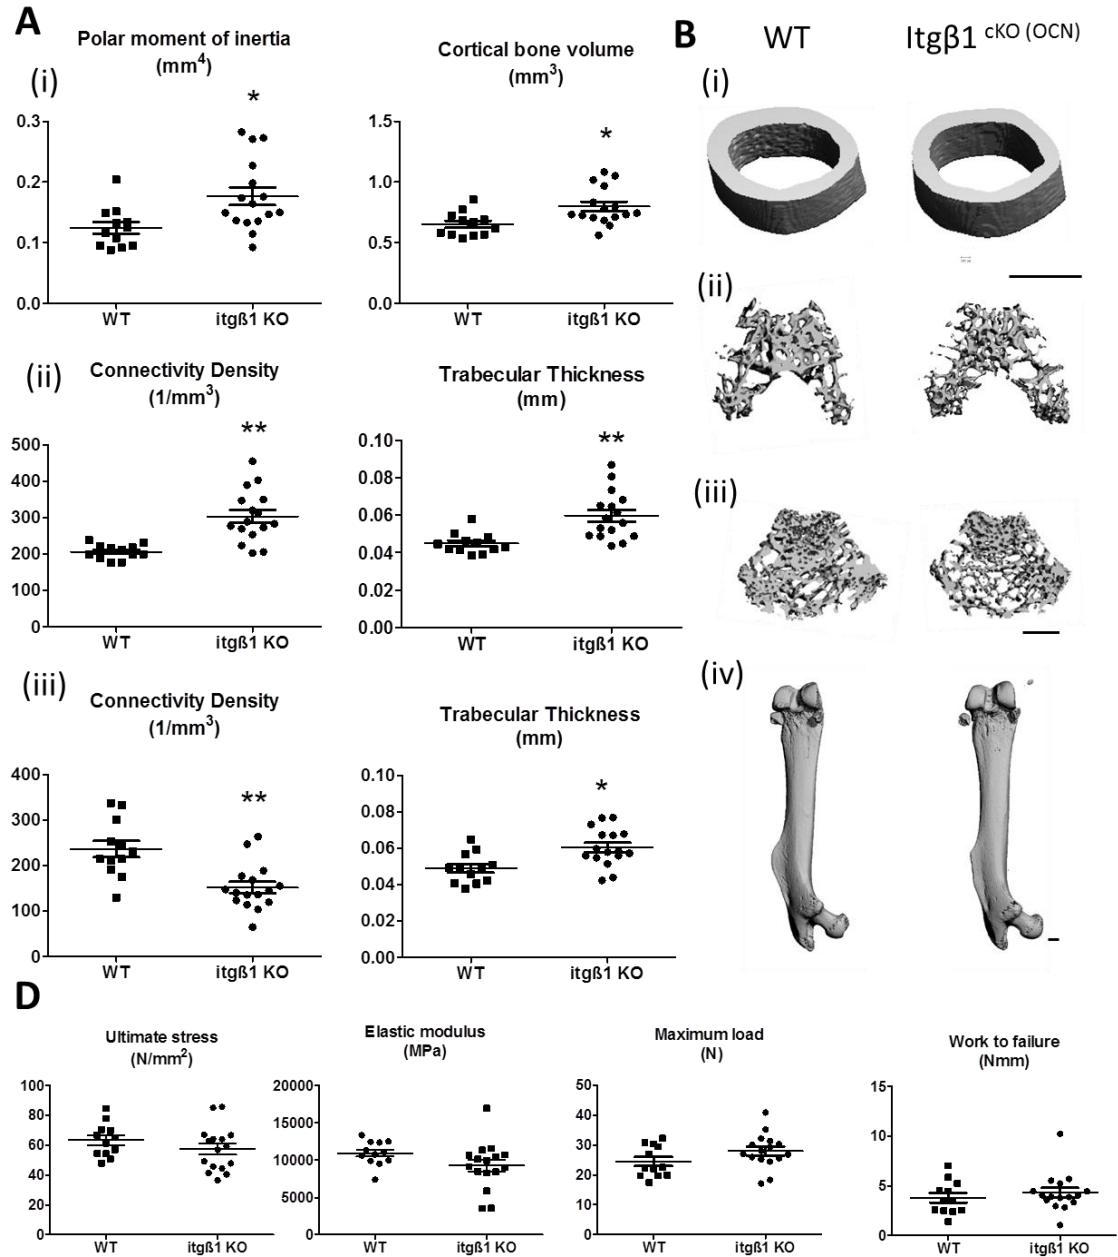 A
Polar moment of inertia
(mm⁴)
(i)
*
0.3
0.2
0.1
0.0
WT
itgß1 KO
Cortical bone volume
(mm³)
*
1.5
1.0
0.5
0.0
WT
itgß1 KO
(ii)
Connectivity Density
(1/mm³)
**
500
400
300
200
100
0
WT
itgß1 KO
Trabecular Thickness
(mm)
**
0.10
0.08
0.06
0.04
0.02
0.00
WT
itgß1 KO
(iii)
Connectivity Density
(1/mm³)
**
400
300
200
100
0
WT
itgß1 KO
Trabecular Thickness
(mm)
*
0.10
0.08
0.06
0.04
0.02
0.00
WT
itgß1 KO
B
WT
Itgβ1 cKO (OCN)
(i)
(ii)
(iii)
(iv)
D
Ultimate stress
(N/mm²)
100
80
60
40
20
0
WT
itgß1 KO
Elastic modulus
(MPa)
20000
15000
10000
5000
0
WT
itgß1 KO
Maximum load
(N)
50
40
30
20
10
0
WT
itgß1 KO
Work to failure
(Nmm)
15
10
5
0
WT
itgß1 KO